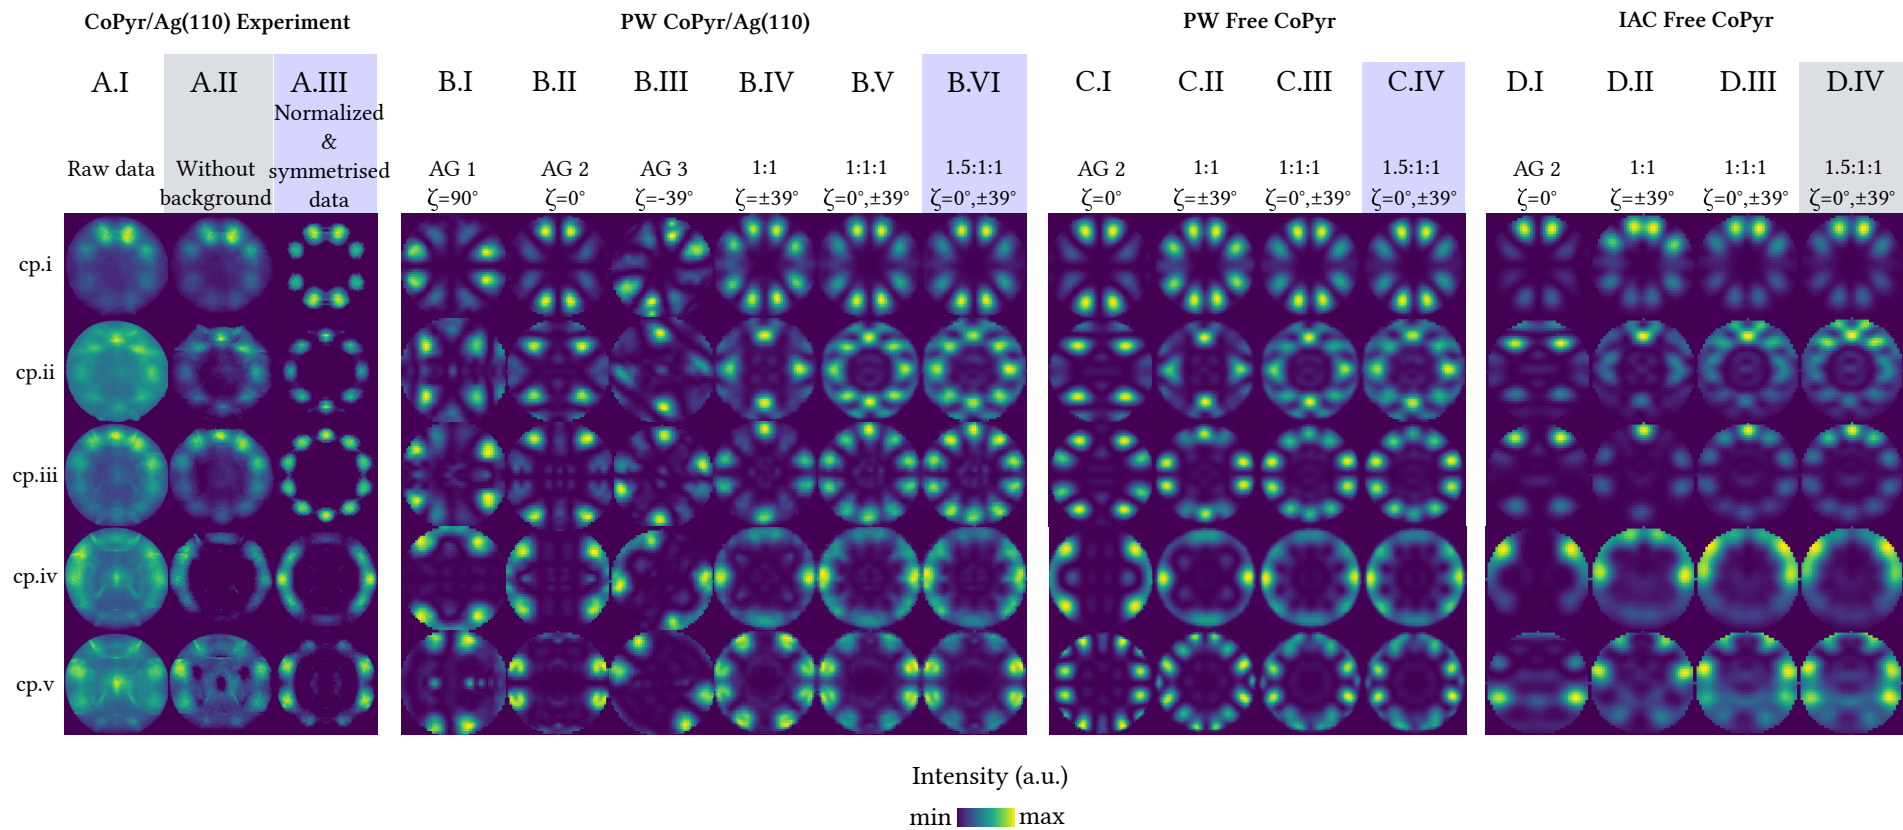 CoPyr/Ag(110) Experiment
PW CoPyr/Ag(110)
PW Free CoPyr
IAC Free CoPyr
A.I
A.II
A.III
B.I
B.II
B.III
B.IV
B.V
B.VI
C.I
C.II
C.III
C.IV
D.I
D.II
D.III
D.IV
Raw data
Without
background
Normalized
&
symmetrised
data
AG 1
ζ=90°
AG 2
ζ=0°
AG 3
ζ=-39°
1:1
ζ=±39°
1:1:1
ζ=0°,±39°
1.5:1:1
ζ=0°,±39°
AG 2
ζ=0°
1:1
ζ=±39°
1:1:1
ζ=0°,±39°
1.5:1:1
ζ=0°,±39°
AG 2
ζ=0°
1:1
ζ=±39°
1:1:1
ζ=0°,±39°
1.5:1:1
ζ=0°,±39°
cp.i
cp.ii
cp.iii
cp.iv
cp.v
Intensity (a.u.)
min max